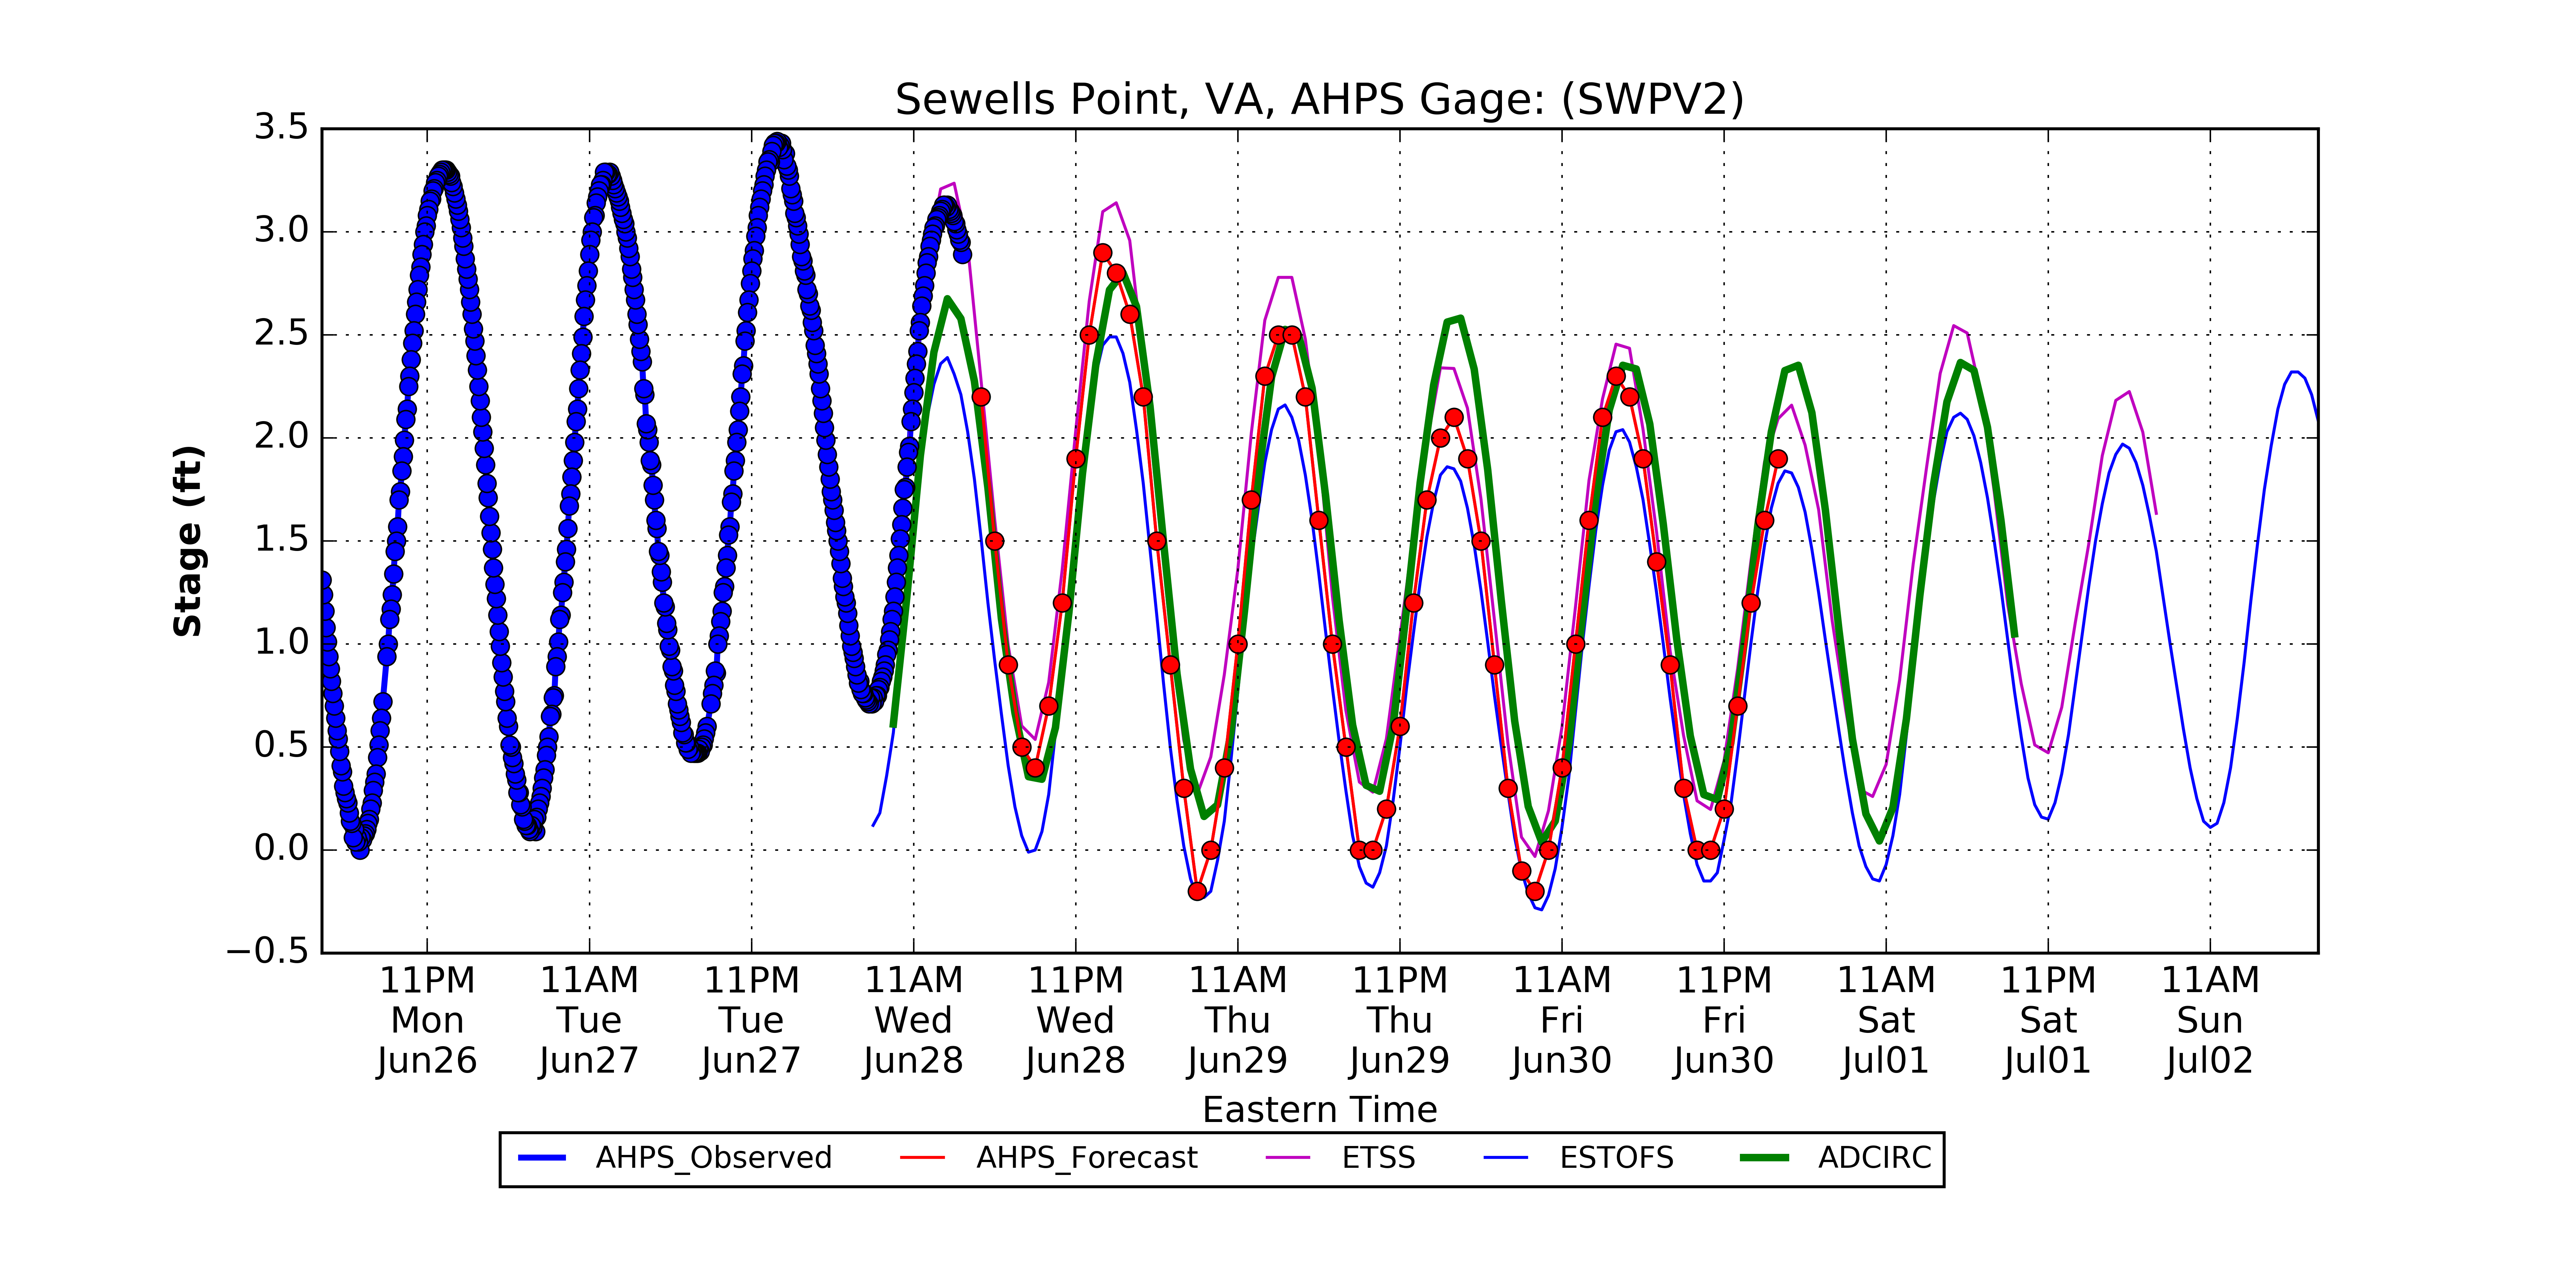 Sewells Point, VA, AHPS Gage: (SWPV2)
3.5
3.0
2.5
2.0
1.5
1.0
0.5
0.0
−0.5
Stage (ft)
11PM 11AM 11PM 11AM 11PM 11AM 11PM 11AM 11PM 11AM 11PM 11AM
Mon Tue Tue Wed Wed Thu Thu Fri Fri Sat Sat Sun
Jun26 Jun27 Jun27 Jun28 Jun28 Jun29 Jun29 Jun30 Jun30 Jul01 Jul01 Jul02
Eastern Time
AHPS_Observed AHPS_Forecast ETSS ESTOFS ADCIRC